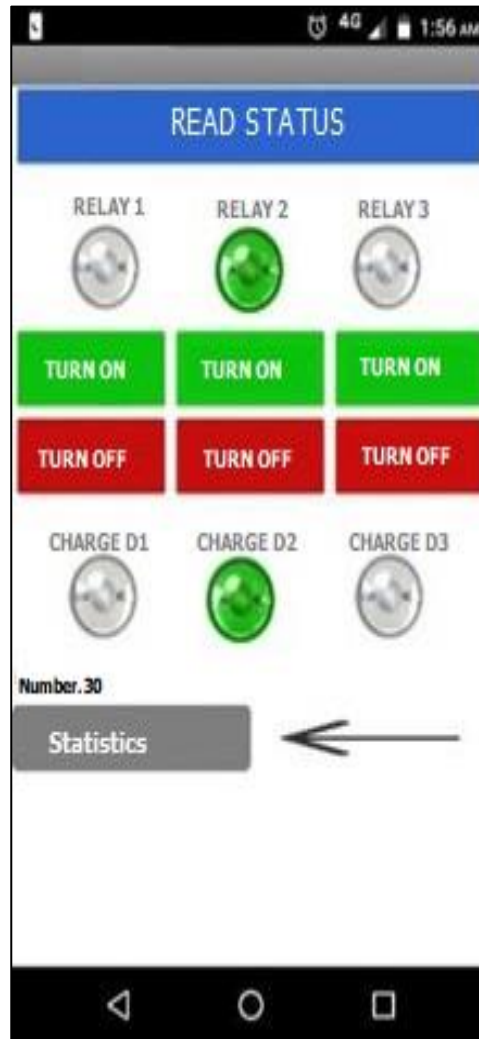 4G 1:56 AM
READ STATUS
RELAY 1 RELAY 2 RELAY 3
TURN ON TURN ON TURN ON
TURN OFF TURN OFF TURN OFF
CHARGE D1 CHARGE D2 CHARGE D3
Number.30
Statistics